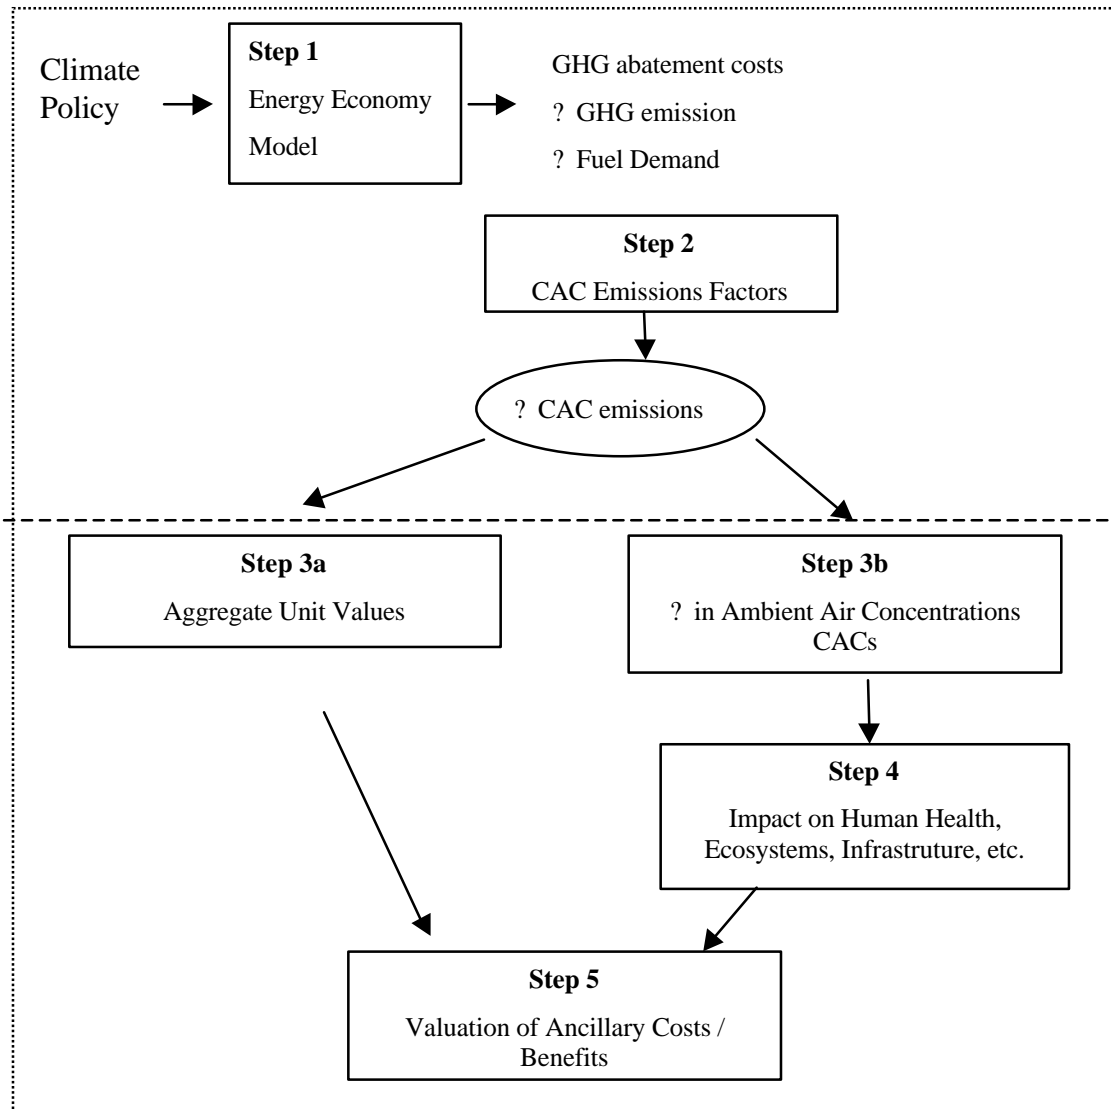 Climate
Policy
Step 1
Energy Economy
Model
GHG abatement costs
? GHG emission
? Fuel Demand
Step 2
CAC Emissions Factors
? CAC emissions
Step 3a
Aggregate Unit Values
Step 3b
? in Ambient Air Concentrations
CACs
Step 4
Impact on Human Health,
Ecosystems, Infrastruture, etc.
Step 5
Valuation of Ancillary Costs /
Benefits